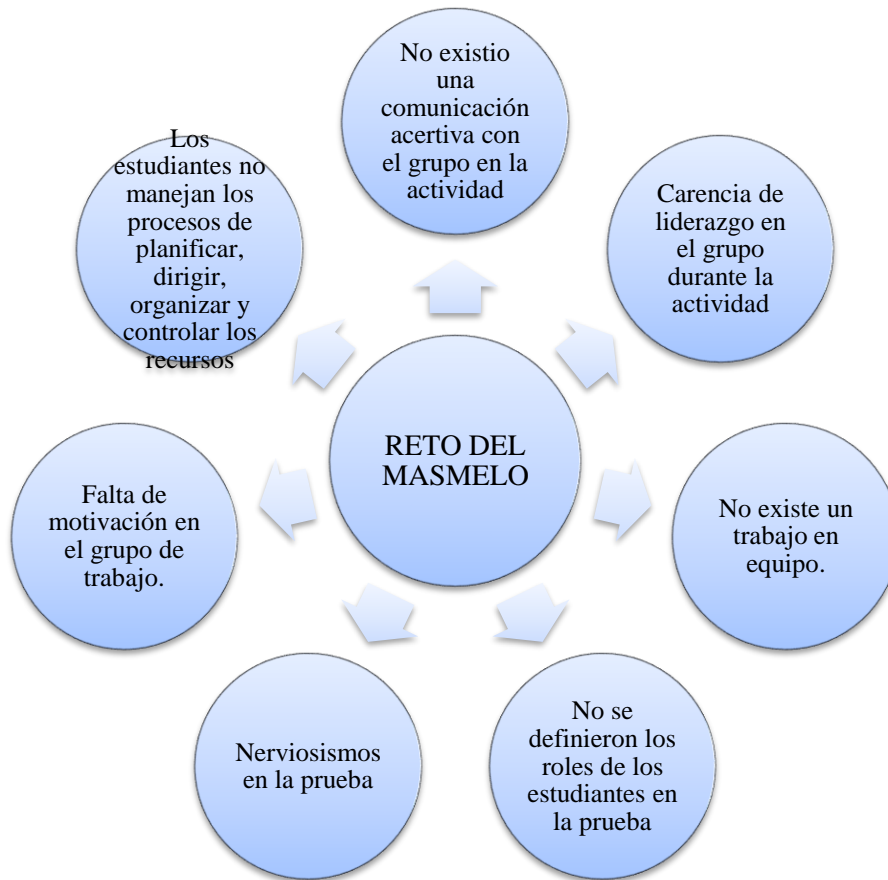 No existio
una
comunicación
acertiva con
el grupo en la
actividad
Carencia de
liderazgo en
el grupo
durante la
actividad
No existe un
trabajo en
equipo.
No se
definieron los
roles de los
estudiantes en
la prueba
Nerviosismos
en la prueba
Falta de
motivación en
el grupo de
trabajo.
Los
estudiantes no
manejan los
procesos de
planificar,
dirigir,
organizar y
controlar los
recursos
RETO DEL
MASMELO